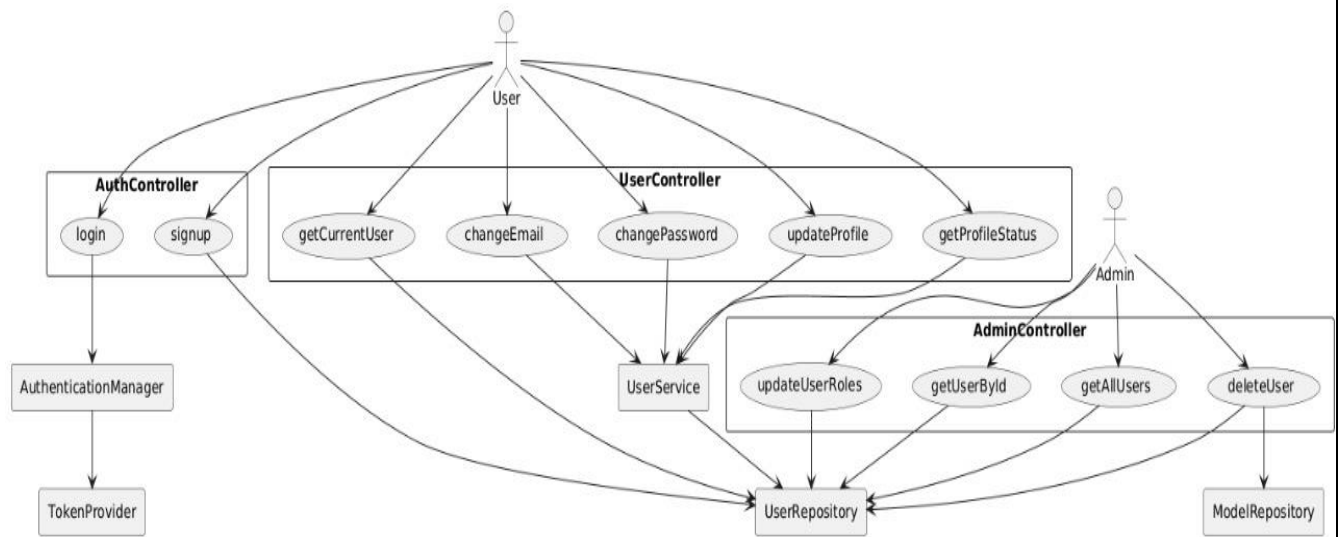 User
AuthController
UserController
login
signup
getCurrentUser
changeEmail
changePassword
updateProfile
getProfileStatus
Admin
AdminController
AuthenticationManager
UserService
updateUserRoles
getUserById
getAllUsers
deleteUser
TokenProvider
UserRepository
ModelRepository